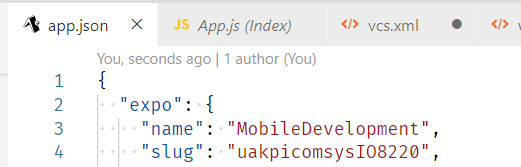 app.json App.js (Index) vcs.xml
You, seconds ago | 1 author (You)
1 {
2 "expo": {
3 "name": "MobileDevelopment",
4 "slug": "uakpicomsysIO8220",